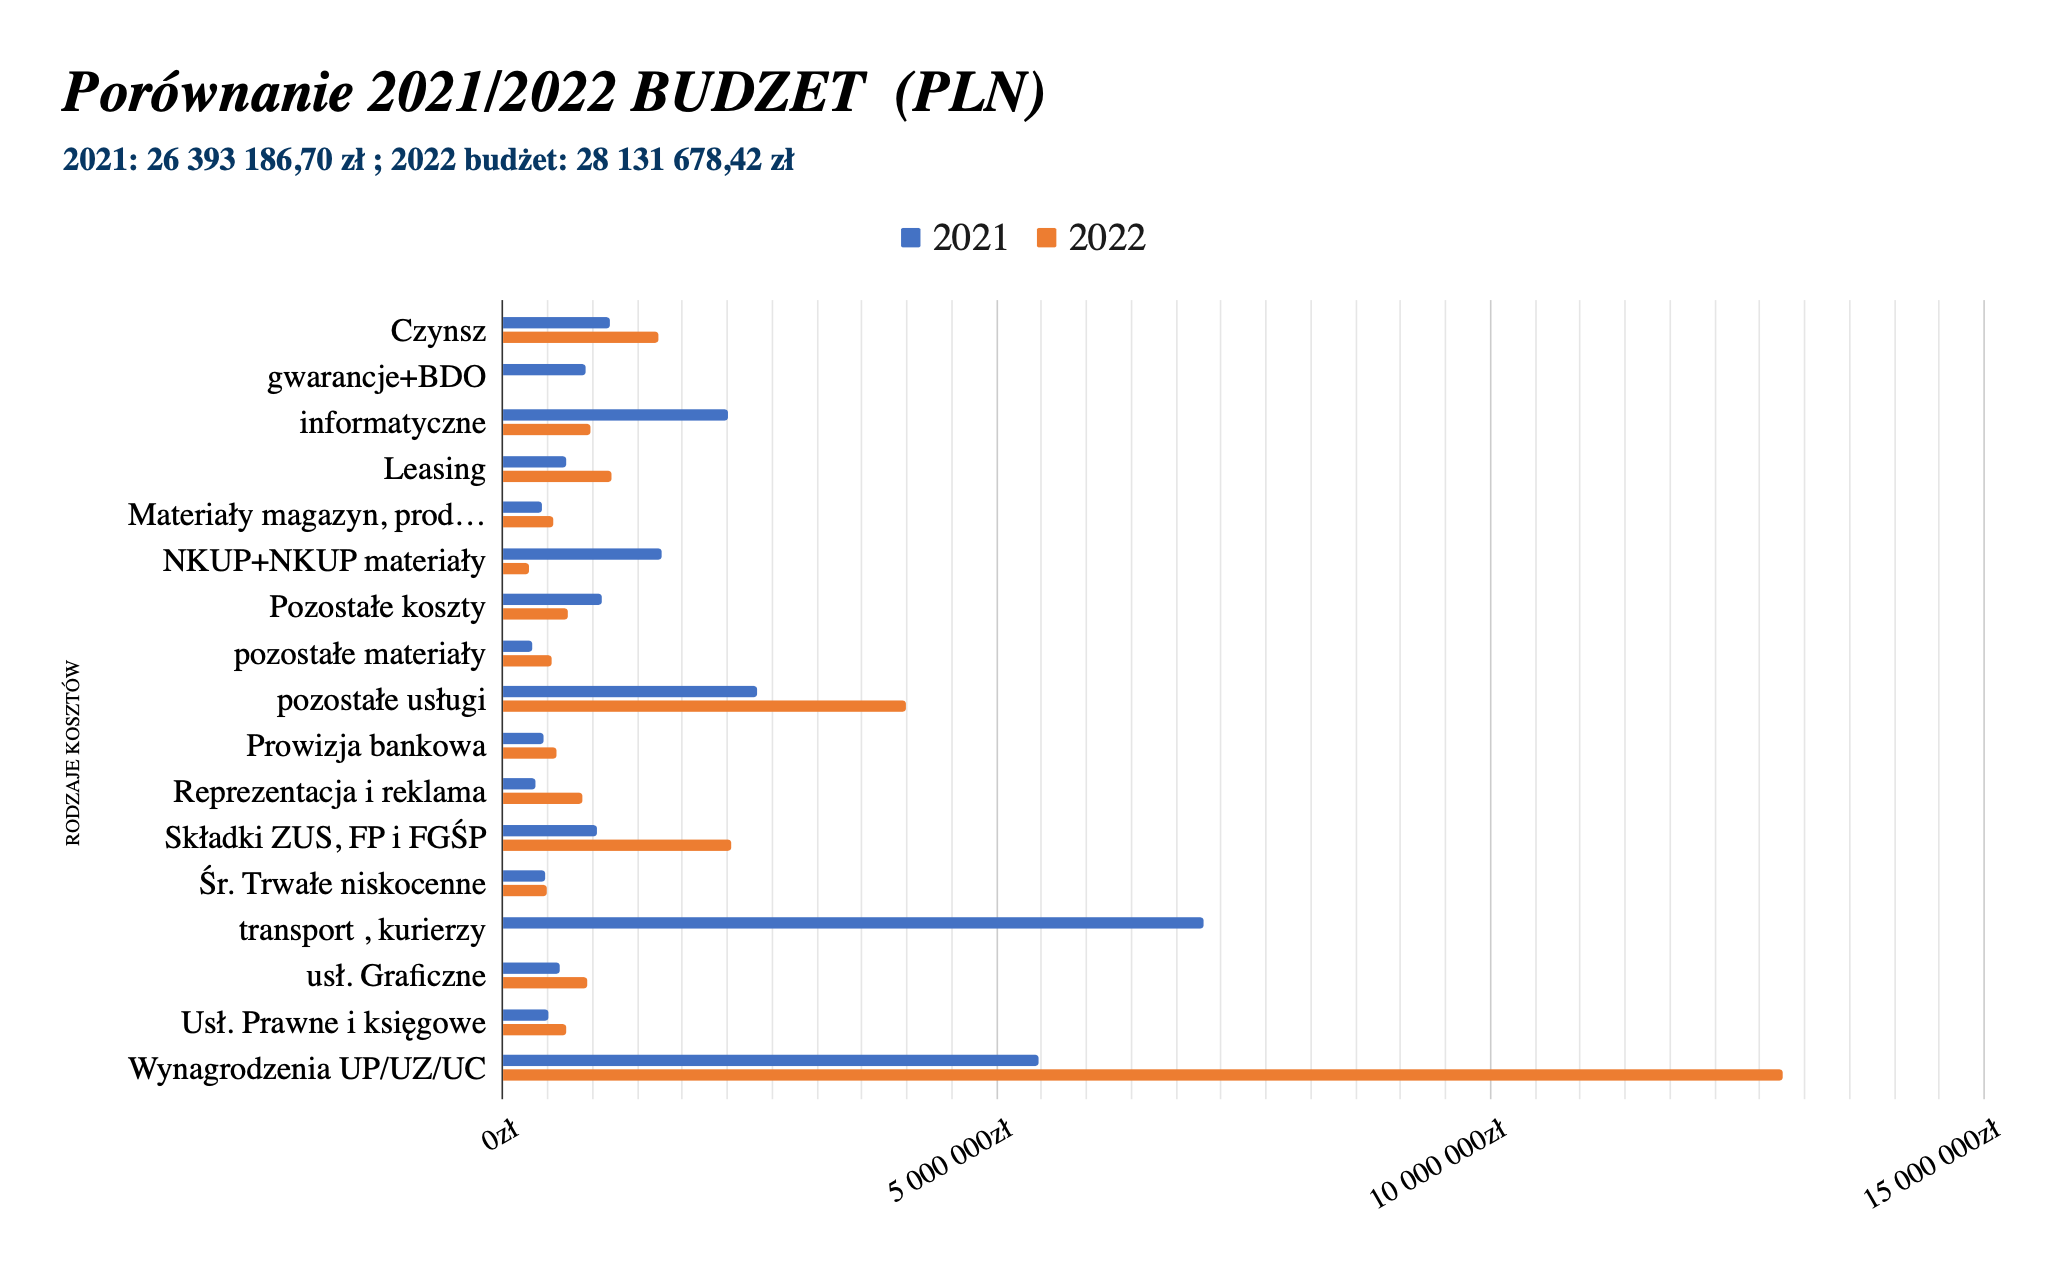 Porównanie 2021/2022 BUDZET (PLN)
2021: 26 393 186,70 zł ; 2022 budżet: 28 131 678,42 zł
2021 2022
RODZAJE KOSZTÓW
Czynsz
gwarancje+BDO
informatyczne
Leasing
Materiały magazyn, prod…
NKUP+NKUP materiały
Pozostałe koszty
pozostałe materiały
pozostałe usługi
Prowizja bankowa
Reprezentacja i reklama
Składki ZUS, FP i FGŚP
Śr. Trwałe niskocenne
transport , kurierzy
usł. Graficzne
Usł. Prawne i księgowe
Wynagrodzenia UP/UZ/UC
0zł
5 000 000zł
10 000 000zł
15 000 000zł